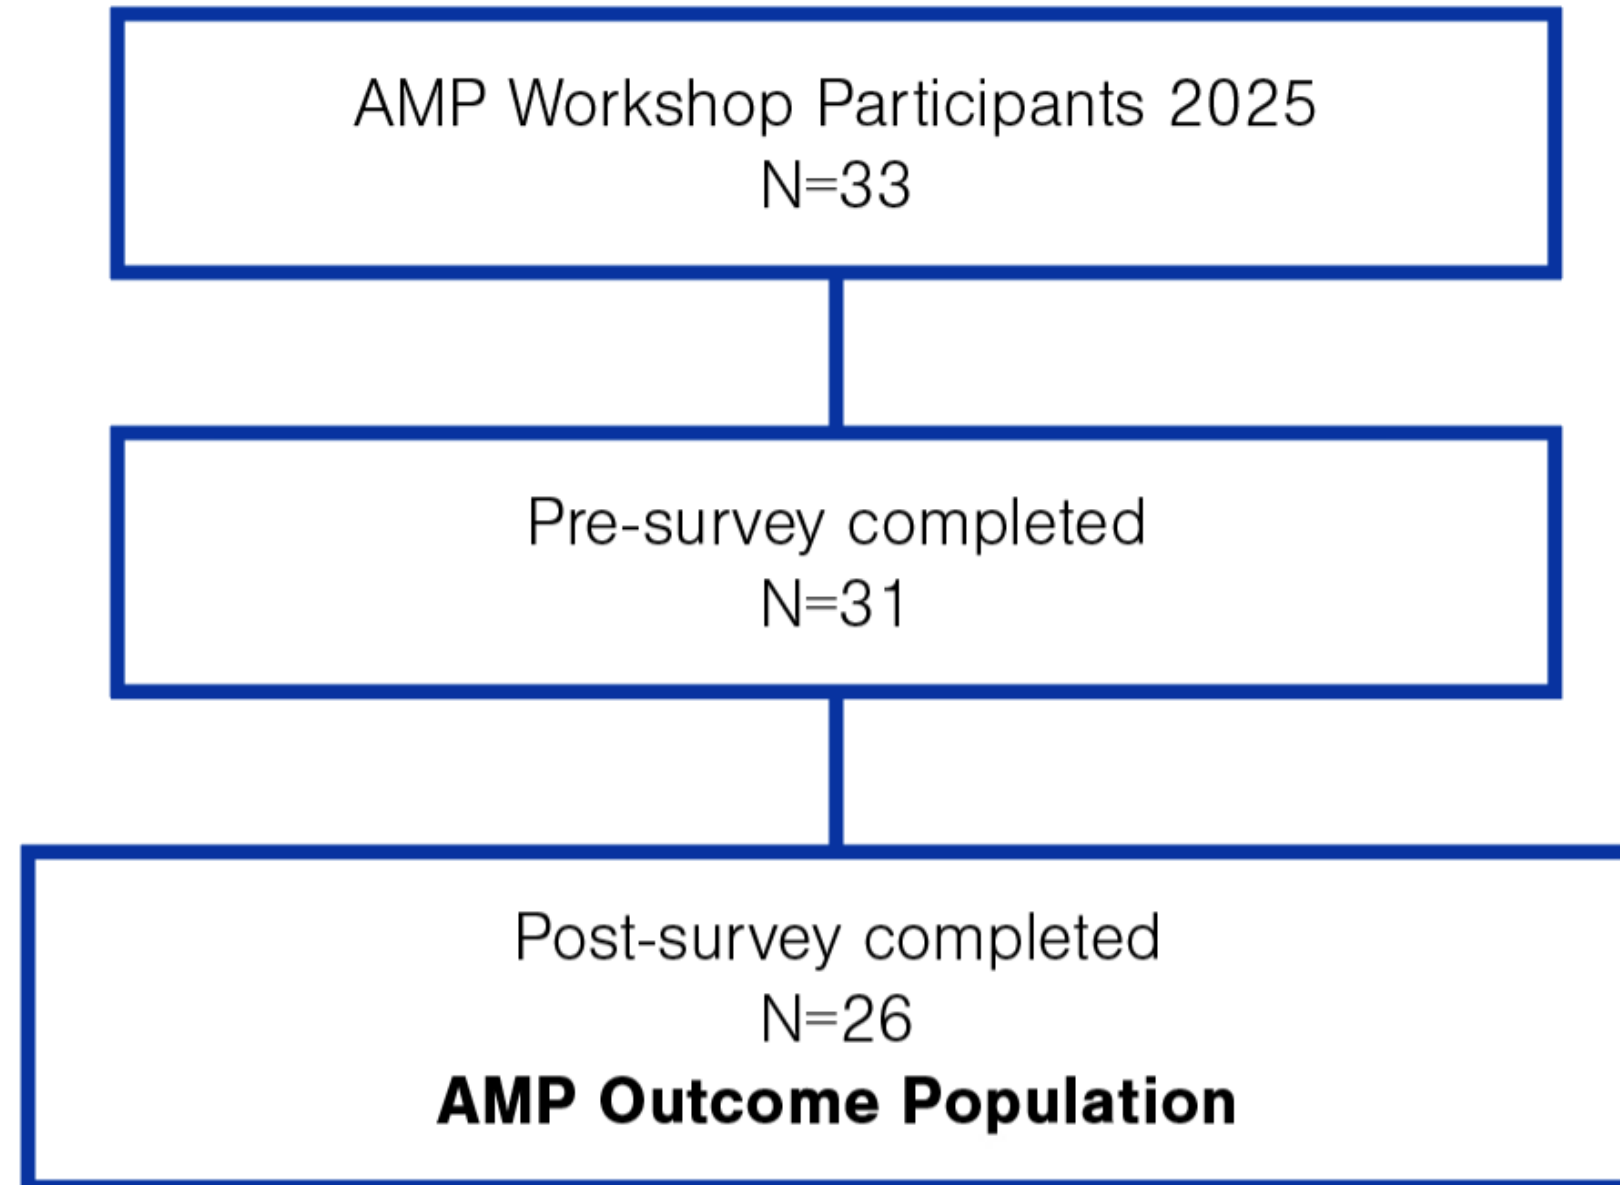 AMP Workshop Participants 2025
N=33
Pre-survey completed
N=31
Post-survey completed
N=26
AMP Outcome Population